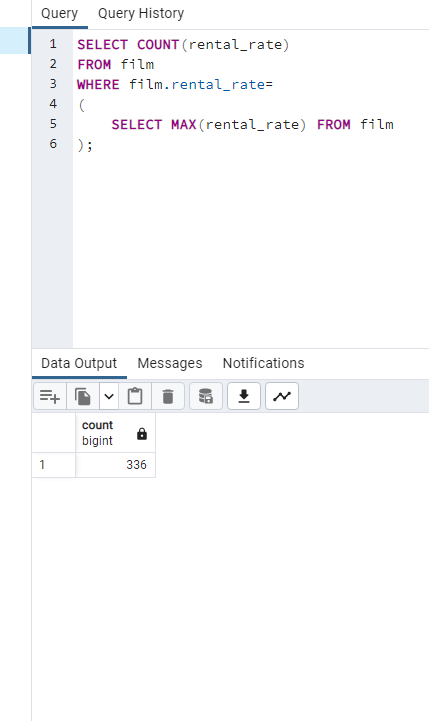 Query Query History
1 SELECT COUNT(rental_rate)
2 FROM film
3 WHERE film.rental_rate=
4 (
5 SELECT MAX(rental_rate) FROM film
6 );
Data Output Messages Notifications
count
bigint
1 336